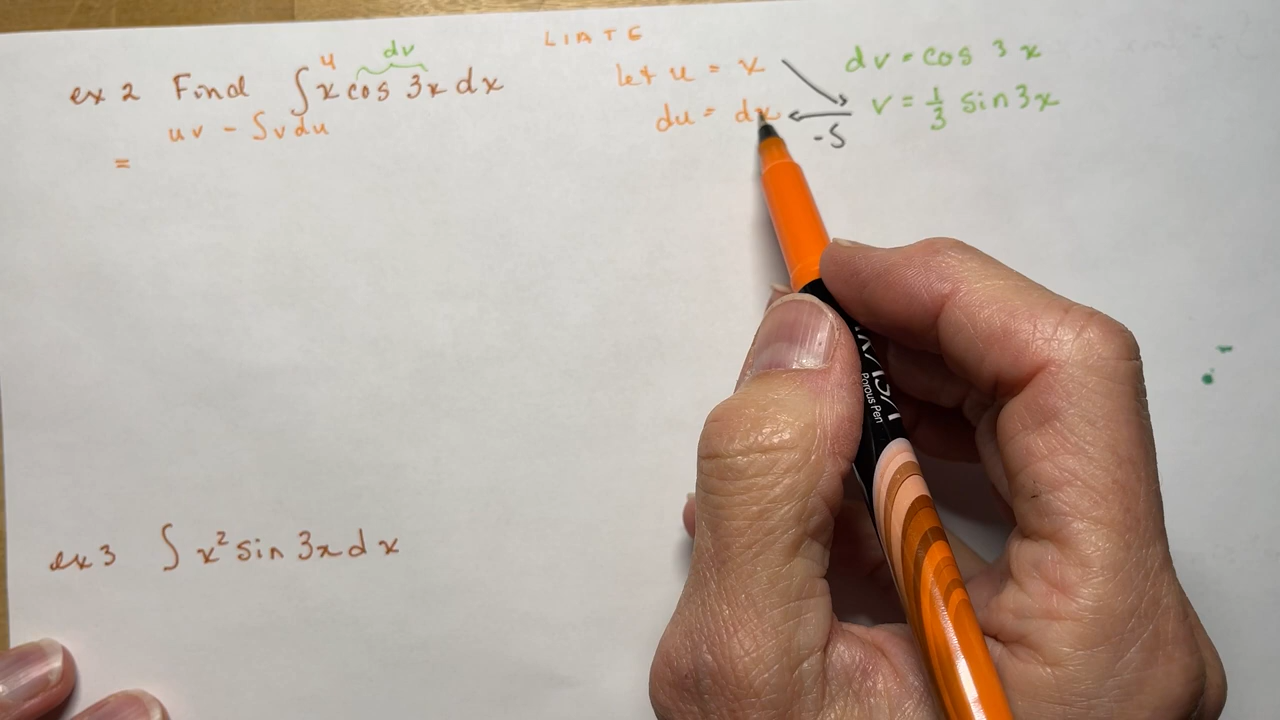 LIATE
ex 2 Find ∫ x cos 3x dx
u dv
uv - ∫vdu
=
let u = x
du = dx
dv = cos 3x
v = 1/3 sin 3x
-∫
ex 3 ∫ x² sin 3x dx
Porous Pen